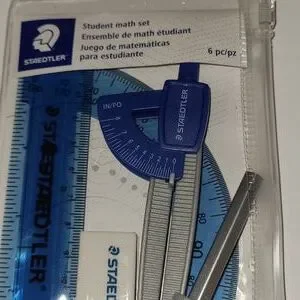 Student math set
Ensemble de math étudiant
Juego de matemáticas
para estudiante
6 pc/pz
STAEDTLER
IN/PO
STAEDTLER
STAEDTLER
STAEDTLER